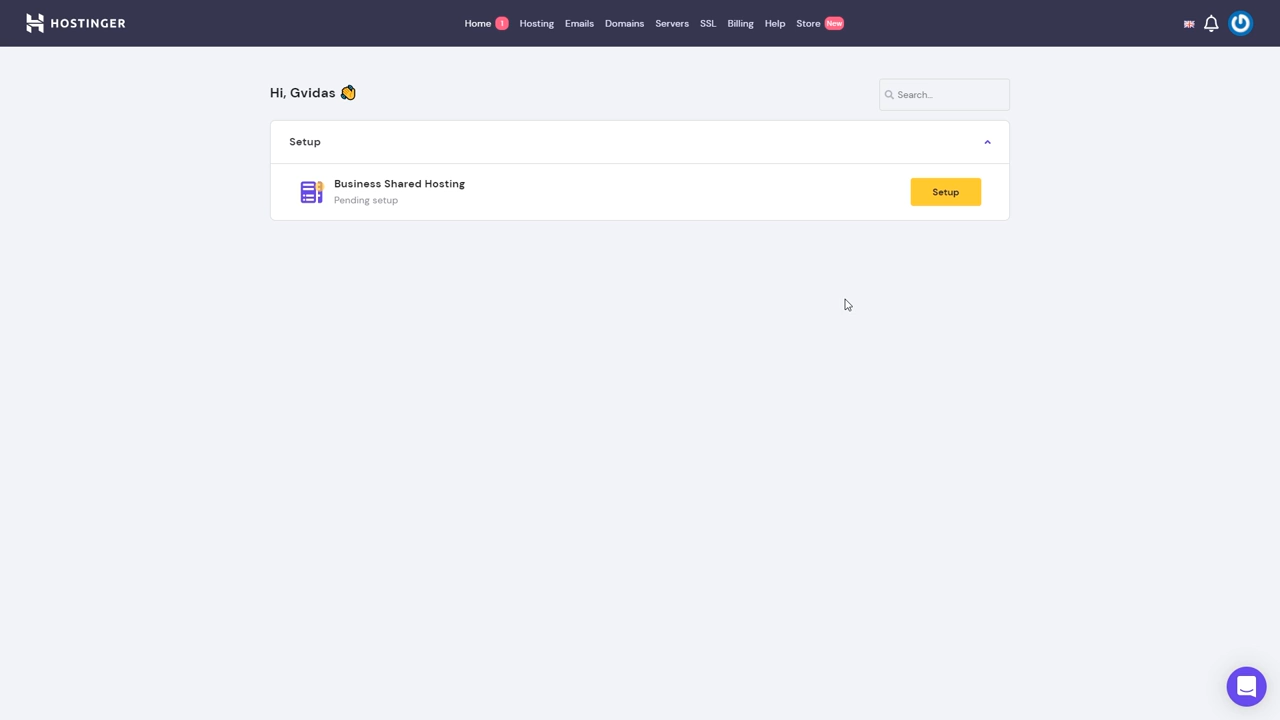 HOSTINGER
Home 1 Hosting Emails Domains Servers SSL Billing Help Store New
Hi, Gvidas
Search...
Setup
Business Shared Hosting
Pending setup
Setup